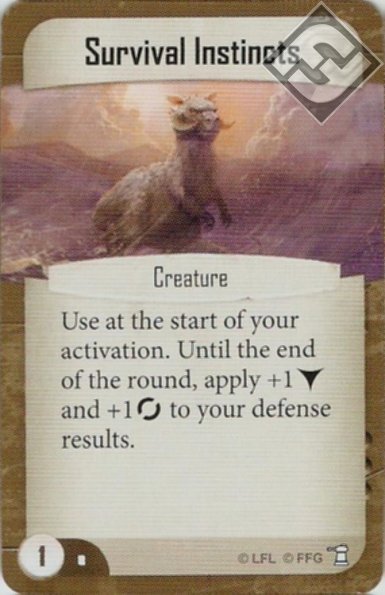 Survival Instincts
Creature
Use at the start of your
activation. Until the end
of the round, apply +1
and +1 to your defense
results.
1
© LFL © FFG